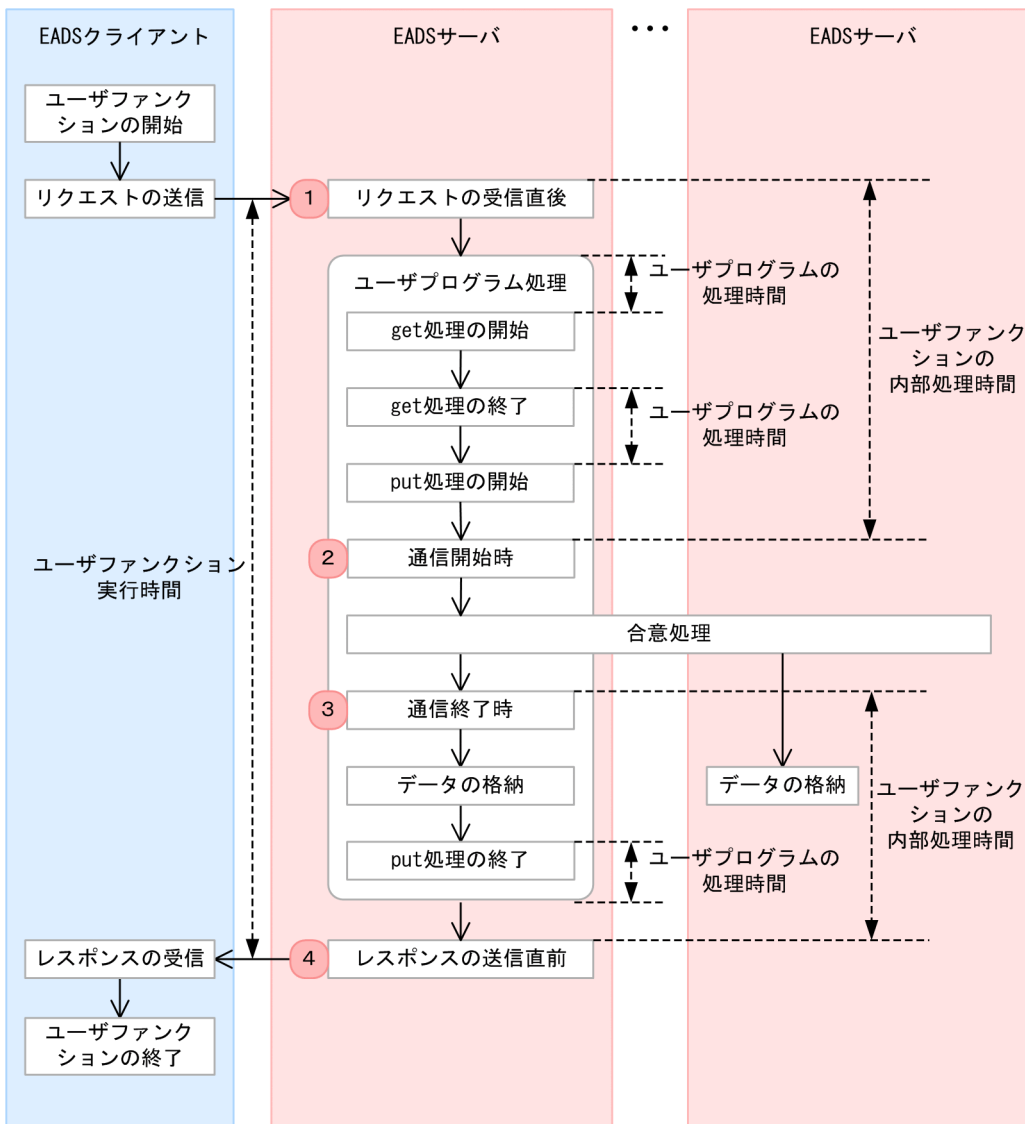 EADSクライアント
EADSサーバ
・・・
EADSサーバ
ユーザファンク
ションの開始
リクエストの送信
1
リクエストの受信直後
ユーザプログラム処理
ユーザプログラムの
処理時間
get処理の開始
ユーザファンク
ションの
内部処理時間
get処理の終了
ユーザプログラムの
処理時間
put処理の開始
2
通信開始時
ユーザファンクション
実行時間
合意処理
3
通信終了時
データの格納
データの格納
ユーザファンク
ションの
内部処理時間
put処理の終了
ユーザプログラムの
処理時間
レスポンスの受信
4
レスポンスの送信直前
ユーザファンク
ションの終了